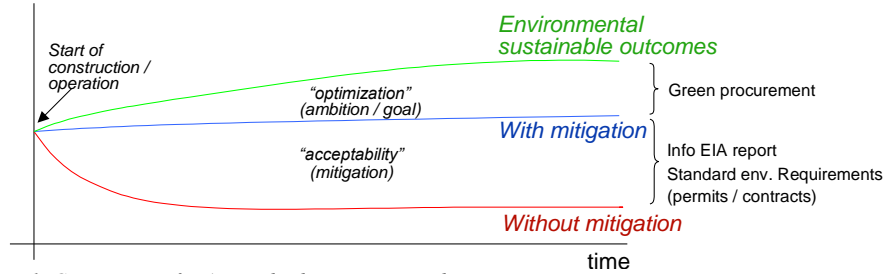 Environmental
sustainable outcomes
Start of
construction /
operation
“optimization”
(ambition / goal)
Green procurement
With mitigation
“acceptability”
(mitigation)
Info EIA report
Standard env. Requirements
(permits / contracts)
Without mitigation
time